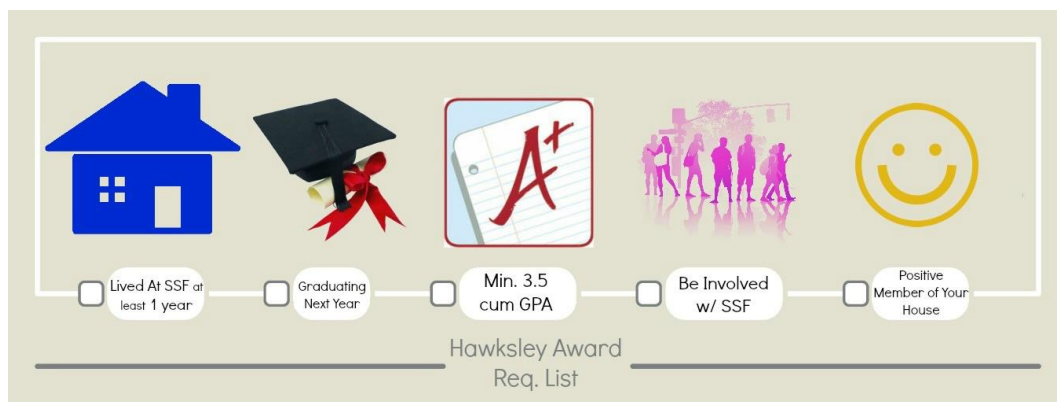 A+
Lived At SSF at
least 1 year
Graduating
Next Year
Min. 3.5
cum GPA
Be Involved
w/ SSF
Positive
Member of Your
House
Hawksley Award
Req. List